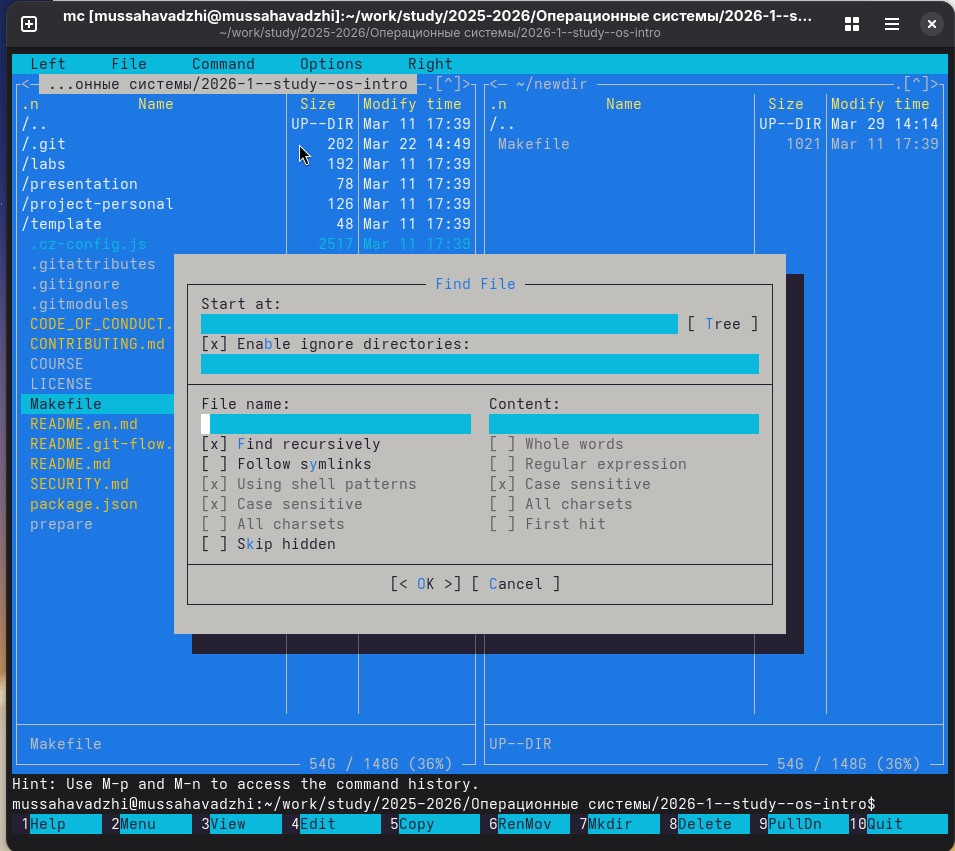 mc [mussahavadzhi@mussahavadzhi]:~/work/study/2025-2026/Операционные системы/2026-1--s...
~/work/study/2025-2026/Операционные системы/2026-1--study--os-intro
Left File Command Options Right
<─ ...онные системы/2026-1--study--os-intro ─.[^]> <─ ~/newdir ─.[^]>
.n Name Size Modify time .n Name Size Modify time
/.. UP--DIR Mar 11 17:39 /.. UP--DIR Mar 29 14:14
/.git 202 Mar 22 14:49 Makefile 1021 Mar 11 17:39
/labs 192 Mar 11 17:39
/presentation 78 Mar 11 17:39
/project-personal 126 Mar 11 17:39
/template 48 Mar 11 17:39
.cz-config.js 2517 Mar 11 17:39
.gitattributes
Find File
.gitignore
Start at:
.gitmodules
CODE_OF_CONDUCT. [ Tree ]
CONTRIBUTING.md [x] Enable ignore directories:
COURSE
LICENSE
Makefile File name: Content:
README.en.md
README.git-flow. [x] Find recursively [ ] Whole words
README.md [ ] Follow symlinks [ ] Regular expression
SECURITY.md [x] Using shell patterns [x] Case sensitive
package.json [x] Case sensitive [ ] All charsets
prepare [ ] All charsets [ ] First hit
[ ] Skip hidden
[< OK >] [ Cancel ]
Makefile UP--DIR
54G / 148G (36%) 54G / 148G (36%)
Hint: Use M-p and M-n to access the command history.
mussahavadzhi@mussahavadzhi:~/work/study/2025-2026/Операционные системы/2026-1--study--os-intro$
1Help 2Menu 3View 4Edit 5Copy 6RenMov 7Mkdir 8Delete 9PullDn 10Quit